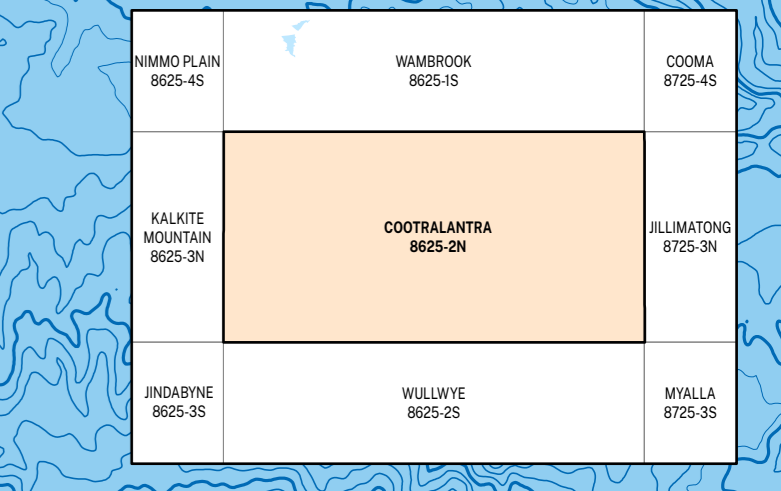 NIMMO PLAIN
8625-4S
WAMBROOK
8625-1S
COOMA
8725-4S
KALKITE
MOUNTAIN
8625-3N
COOTRALANTRA
8625-2N
JILLIMATONG
8725-3N
JINDABYNE
8625-3S
WULLWYE
8625-2S
MYALLA
8725-3S